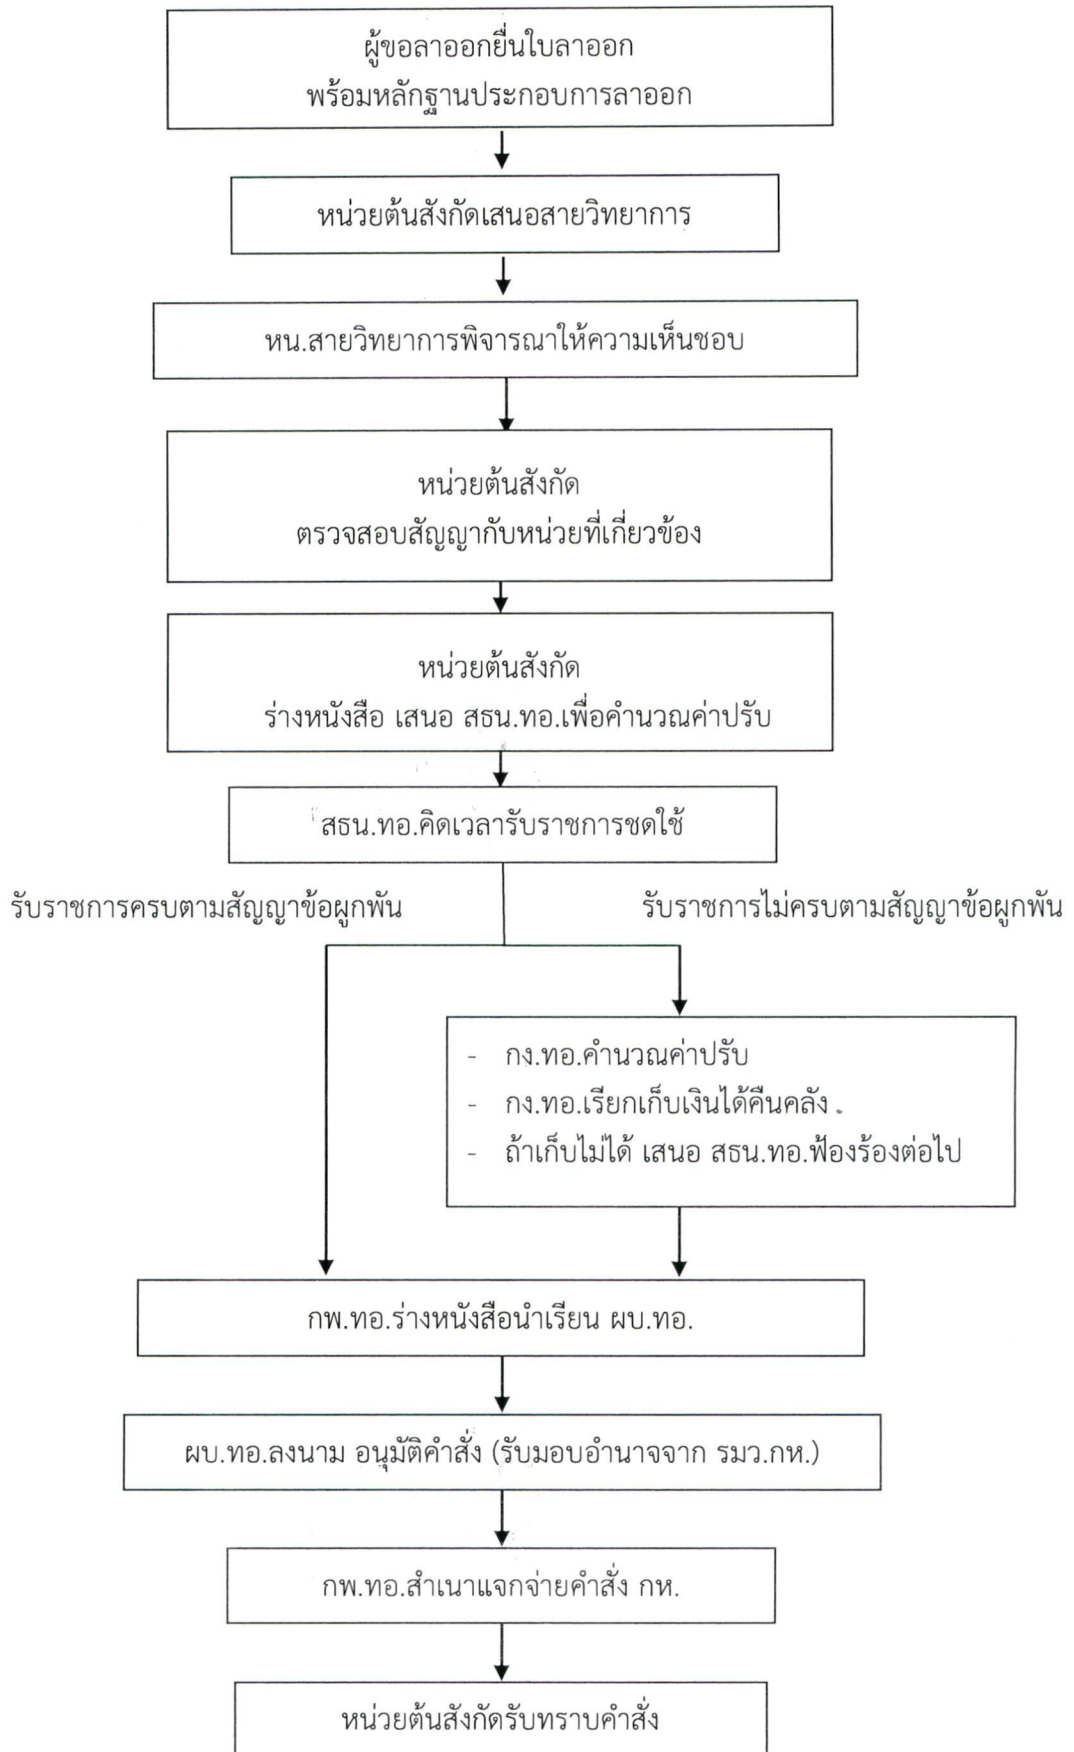 ผู้ขอลาออกยื่นใบลาออก
พร้อมหลักฐานประกอบการลาออก
หน่วยต้นสังกัดเสนอสายวิทยาการ
หน.สายวิทยาการพิจารณาให้ความเห็นชอบ
หน่วยต้นสังกัด
ตรวจสอบสัญญากับหน่วยที่เกี่ยวข้อง
หน่วยต้นสังกัด
ร่างหนังสือ เสนอ สธน.ทอ.เพื่อคำนวณค่าปรับ
สธน.ทอ.คิดเวลารับราชการชดใช้
รับราชการครบตามสัญญาข้อผูกพัน
รับราชการไม่ครบตามสัญญาข้อผูกพัน
- กง.ทอ.คำนวณค่าปรับ
- กง.ทอ.เรียกเก็บเงินได้คืนคลัง
- ถ้าเก็บไม่ได้ เสนอ สธน.ทอ.ฟ้องร้องต่อไป
กพ.ทอ.ร่างหนังสือนำเรียน ผบ.ทอ.
ผบ.ทอ.ลงนาม อนุมัติคำสั่ง (รับมอบอำนาจจาก รมว.กห.)
กพ.ทอ.สำเนาแจกจ่ายคำสั่ง กห.
หน่วยต้นสังกัดรับทราบคำสั่ง